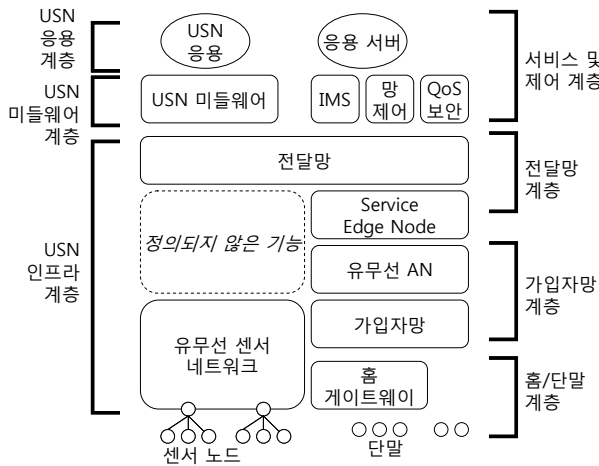 USN
응용
계층
USN
미들웨어
계층
USN
인프라
계층
USN
응용
응용 서버
USN 미들웨어
IMS
망
제어
QoS
보안
전달망
정의되지 않은 기능
Service
Edge Node
유무선 AN
가입자망
유무선 센서
네트워크
홈
게이트웨이
센서 노드
단말
서비스 및
제어 계층
전달망
계층
가입자망
계층
홈/단말
계층